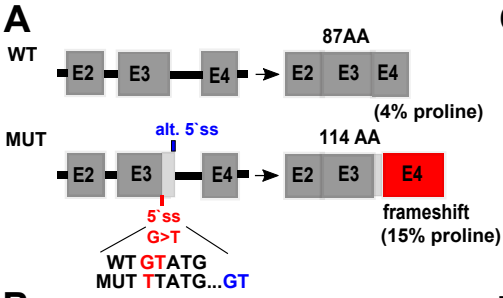 A
WT
E2 E3 E4
87AA
E2 E3 E4
(4% proline)
MUT
alt. 5`ss
E2 E3 E4
114 AA
E2 E3 E4
5`ss
G>T
frameshift
(15% proline)
WT GTATG
MUT TTATG...GT